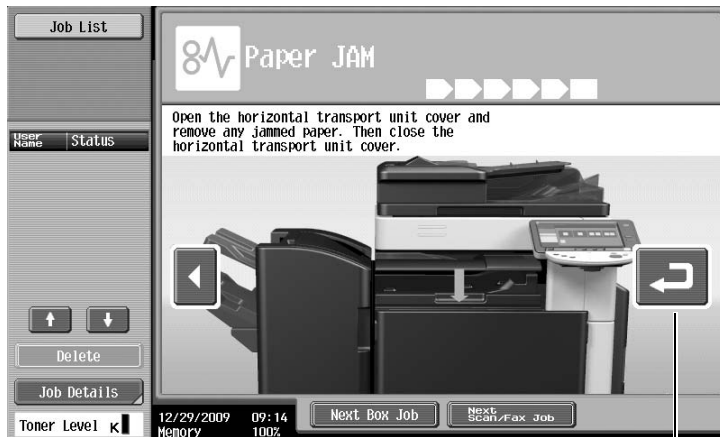 Job List
Paper JAM
Open the horizontal transport unit cover and
remove any jammed paper. Then close the
horizontal transport unit cover.
User
Name
Status
Delete
Job Details
Toner Level K
12/29/2009 09:14
Memory 100%
Next Box Job
Next
Scan/Fax Job